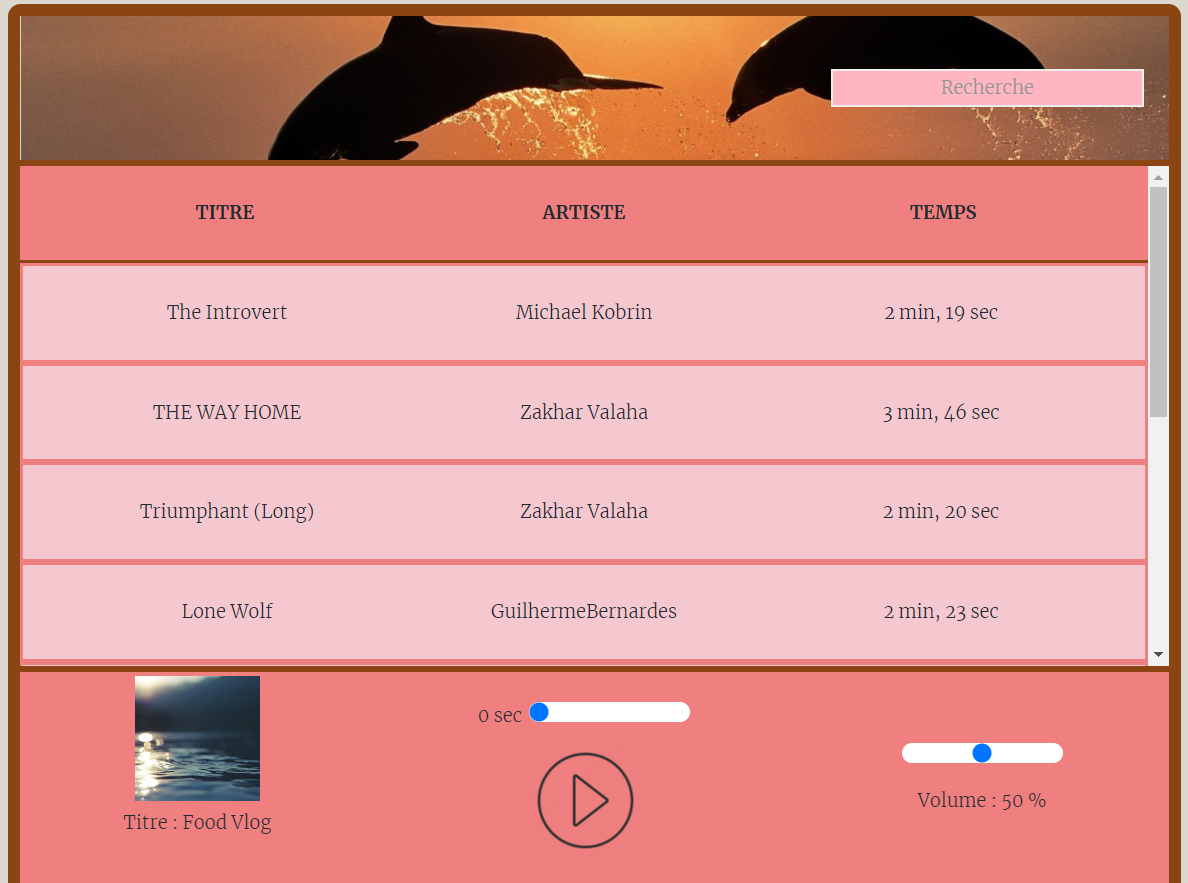 Recherche
TITRE ARTISTE TEMPS
The Introvert Michael Kobrin 2 min, 19 sec
THE WAY HOME Zakhar Valaha 3 min, 46 sec
Triumphant (Long) Zakhar Valaha 2 min, 20 sec
Lone Wolf GuilhermeBernardes 2 min, 23 sec
0 sec
Volume : 50 %
Titre : Food Vlog